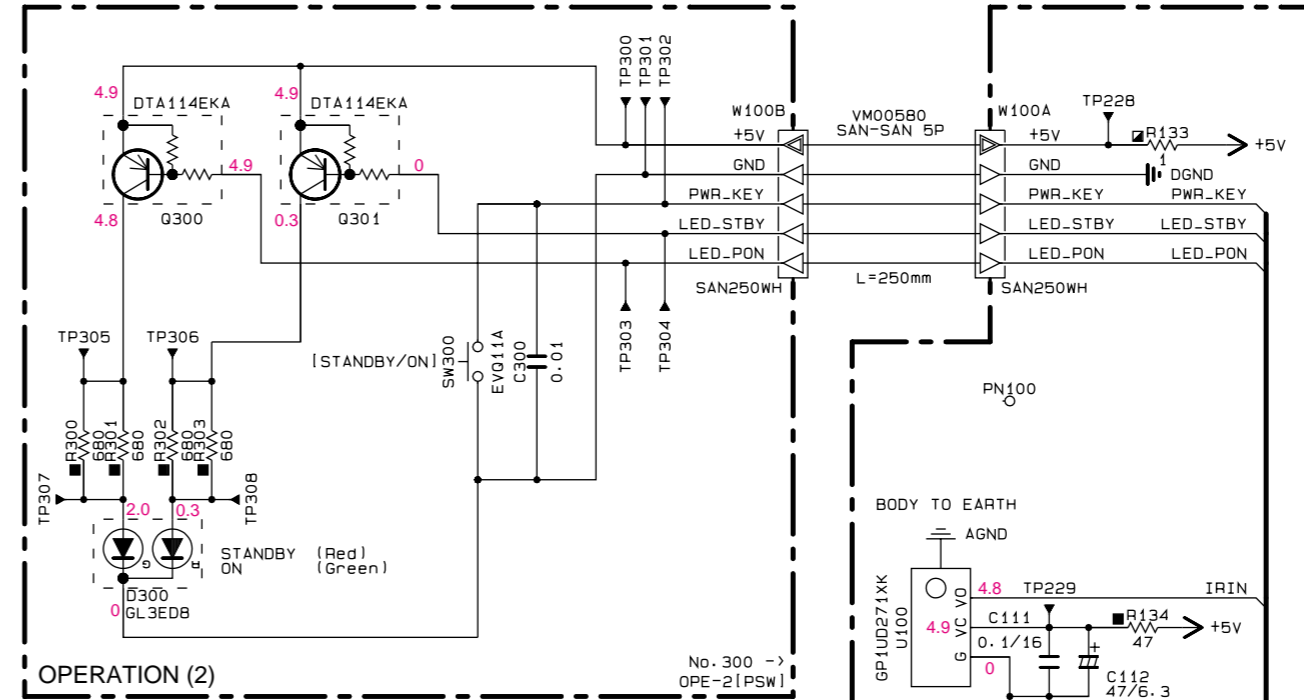 TP300
TP301
TP302
4.9
4.9
DTA114EKA
DTA114EKA
W100B
VM00580
SAN-SAN 5P
W100A
TP228
+5V
+5V
R133
1
+5V
4.9
0
GND
GND
DGND
4.8
Q300
0.3
Q301
PWR_KEY
PWR_KEY
PWR_KEY
LED_STBY
LED_STBY
LED_STBY
LED_PON
LED_PON
LED_PON
SAN250WH
L=250mm
SAN250WH
TP303
TP304
TP305
TP306
[STANDBY/ON]
SW300
EVQ11A
C300
0.01
PN100
R300
680
R301
680
R302
680
R303
680
TP307
2.0
0.3
TP308
G
R
STANDBY (Red)
ON (Green)
D300
0
GL3ED8
BODY TO EARTH
AGND
GP1UD271XK
U100
VO
VC
G
4.8
TP229
IRIN
4.9
C111
0.1/16
R134
47
+5V
0
C112
47/6.3
+
OPERATION (2)
No.300 ->
OPE-2[PSW]